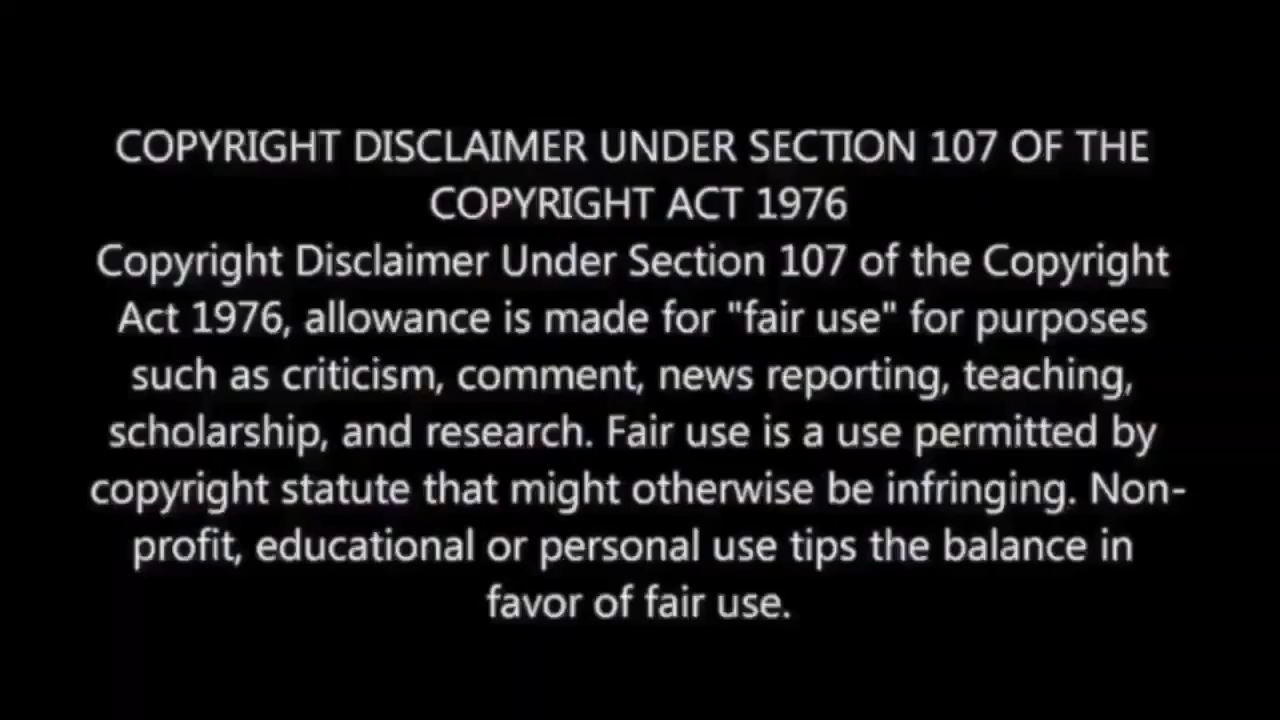 COPYRIGHT DISCLAIMER UNDER SECTION 107 OF THE
COPYRIGHT ACT 1976
Copyright Disclaimer Under Section 107 of the Copyright
Act 1976, allowance is made for "fair use" for purposes
such as criticism, comment, news reporting, teaching,
scholarship, and research. Fair use is a use permitted by
copyright statute that might otherwise be infringing. Non-
profit, educational or personal use tips the balance in
favor of fair use.